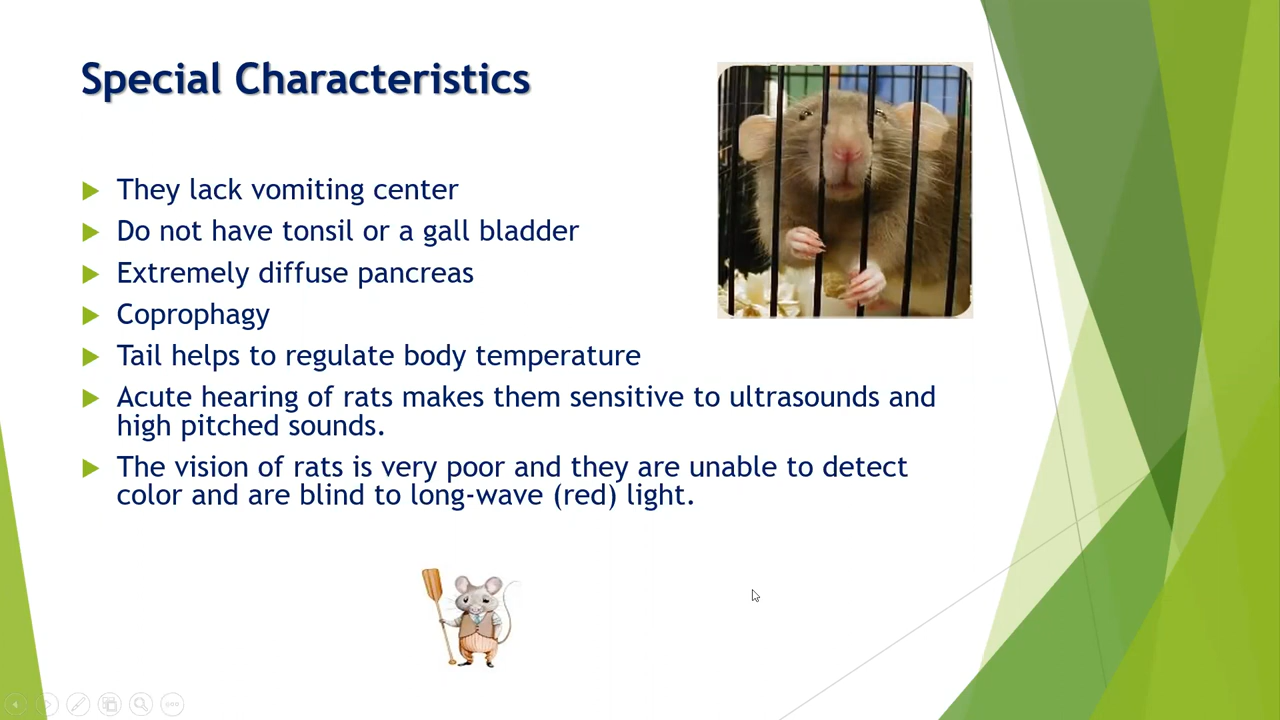 Special Characteristics
They lack vomiting center
Do not have tonsil or a gall bladder
Extremely diffuse pancreas
Coprophagy
Tail helps to regulate body temperature
Acute hearing of rats makes them sensitive to ultrasounds and
high pitched sounds.
The vision of rats is very poor and they are unable to detect
color and are blind to long-wave (red) light.